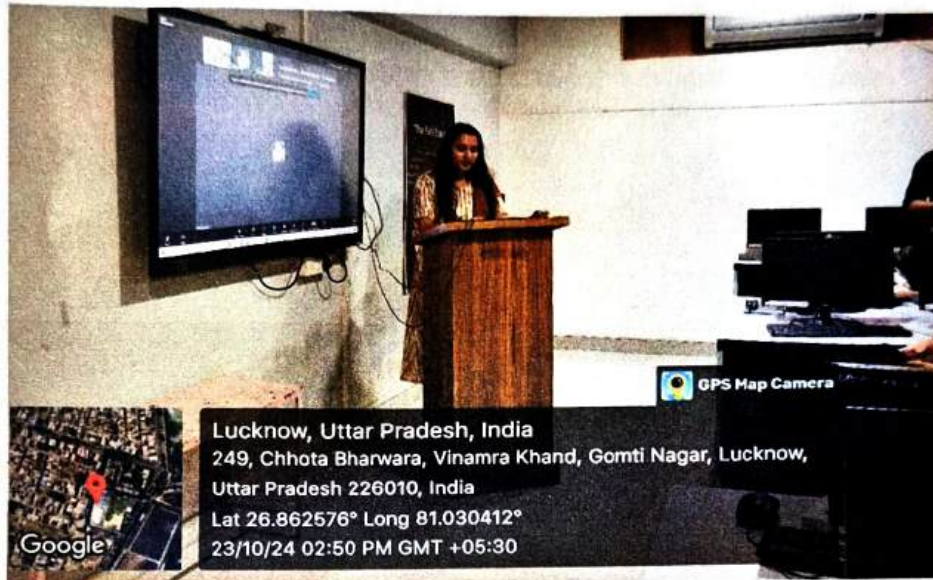 GPS Map Camera
Lucknow, Uttar Pradesh, India
249, Chhota Bharwara, Vinamra Khand, Gomti Nagar, Lucknow,
Uttar Pradesh 226010, India
Lat 26.862576° Long 81.030412°
23/10/24 02:50 PM GMT +05:30
Google